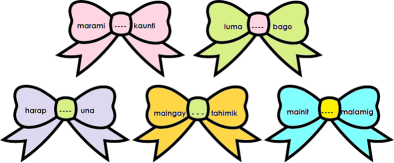 marami ---- kaunti
luma ---- bago
harap ---- una
maingay ---- tahimik
mainit ---- malamig